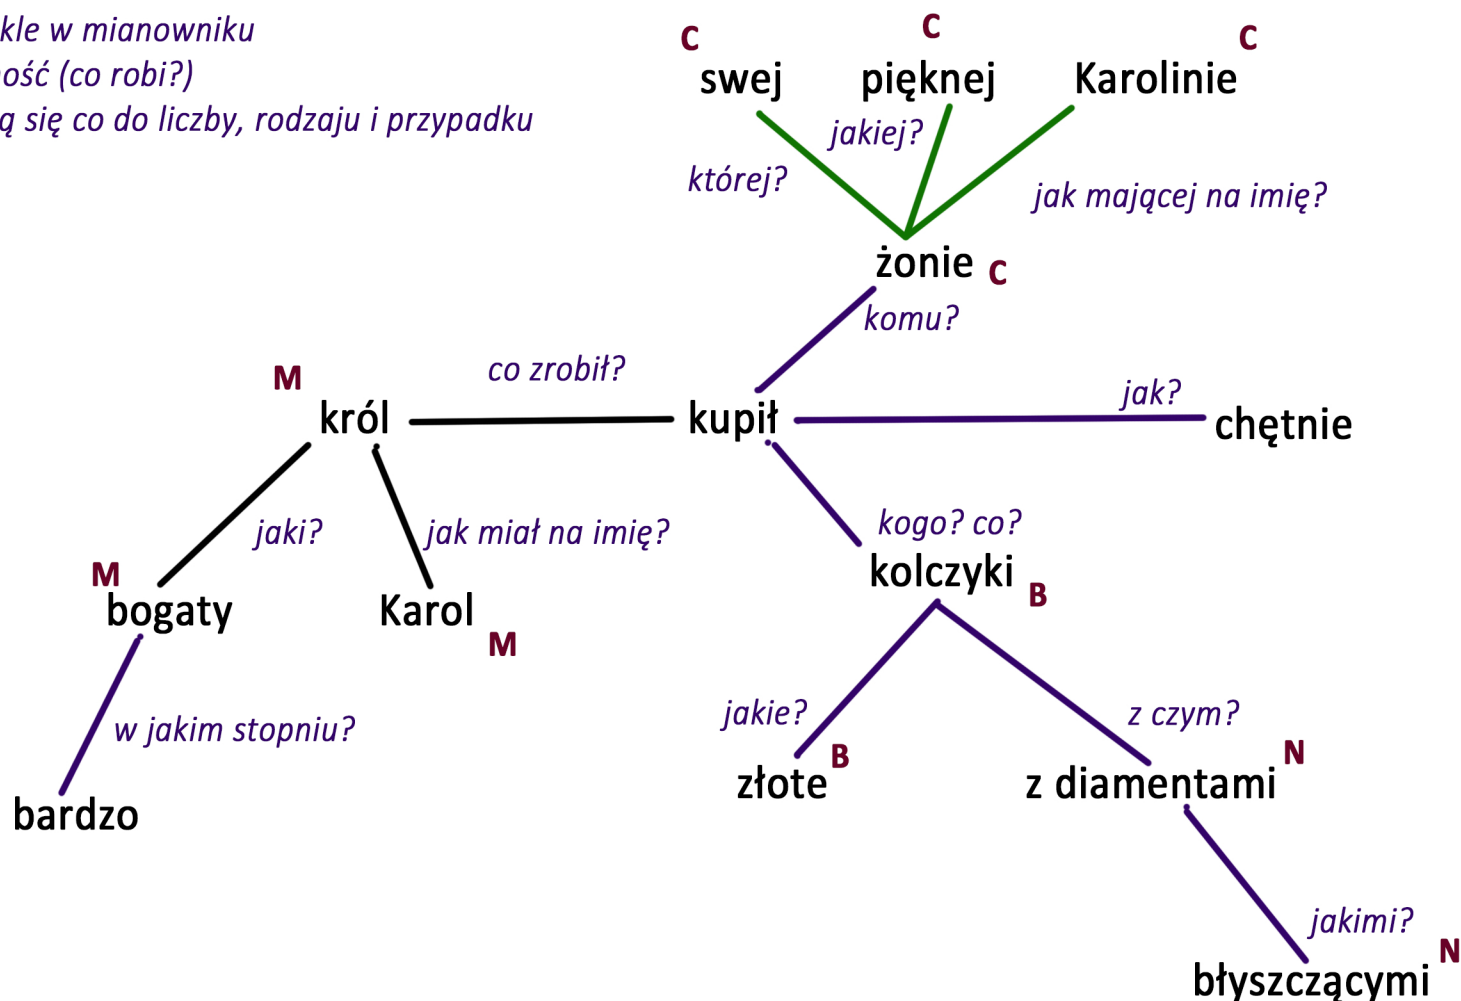 kle w mianowniku
ość (co robi?)
ą się co do liczby, rodzaju i przypadku
C C C
swej pięknej Karolinie
jakiej?
której? jak mającej na imię?
żonie C
komu?
M co zrobił? jak?
król kupił chętnie
jaki? jak miał na imię? kogo? co?
M kolczyki B
bogaty Karol M
w jakim stopniu? jakie? z czym?
B N
bardzo złote z diamentami
jakimi?
N
błyszczącymi